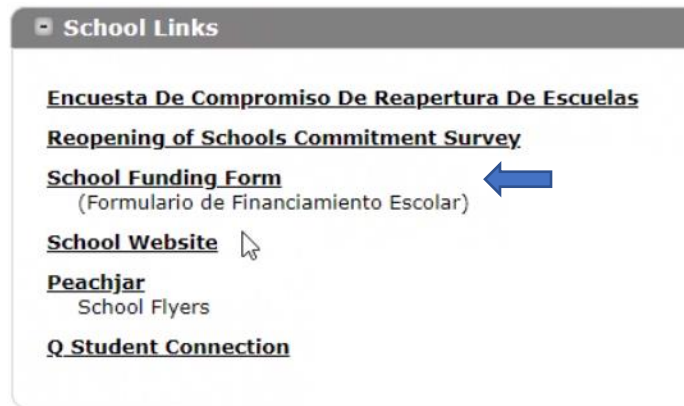 School Links
Encuesta De Compromiso De Reapertura De Escuelas
Reopening of Schools Commitment Survey
School Funding Form
(Formulario de Financiamiento Escolar)
School Website
Peachjar
School Flyers
Q Student Connection